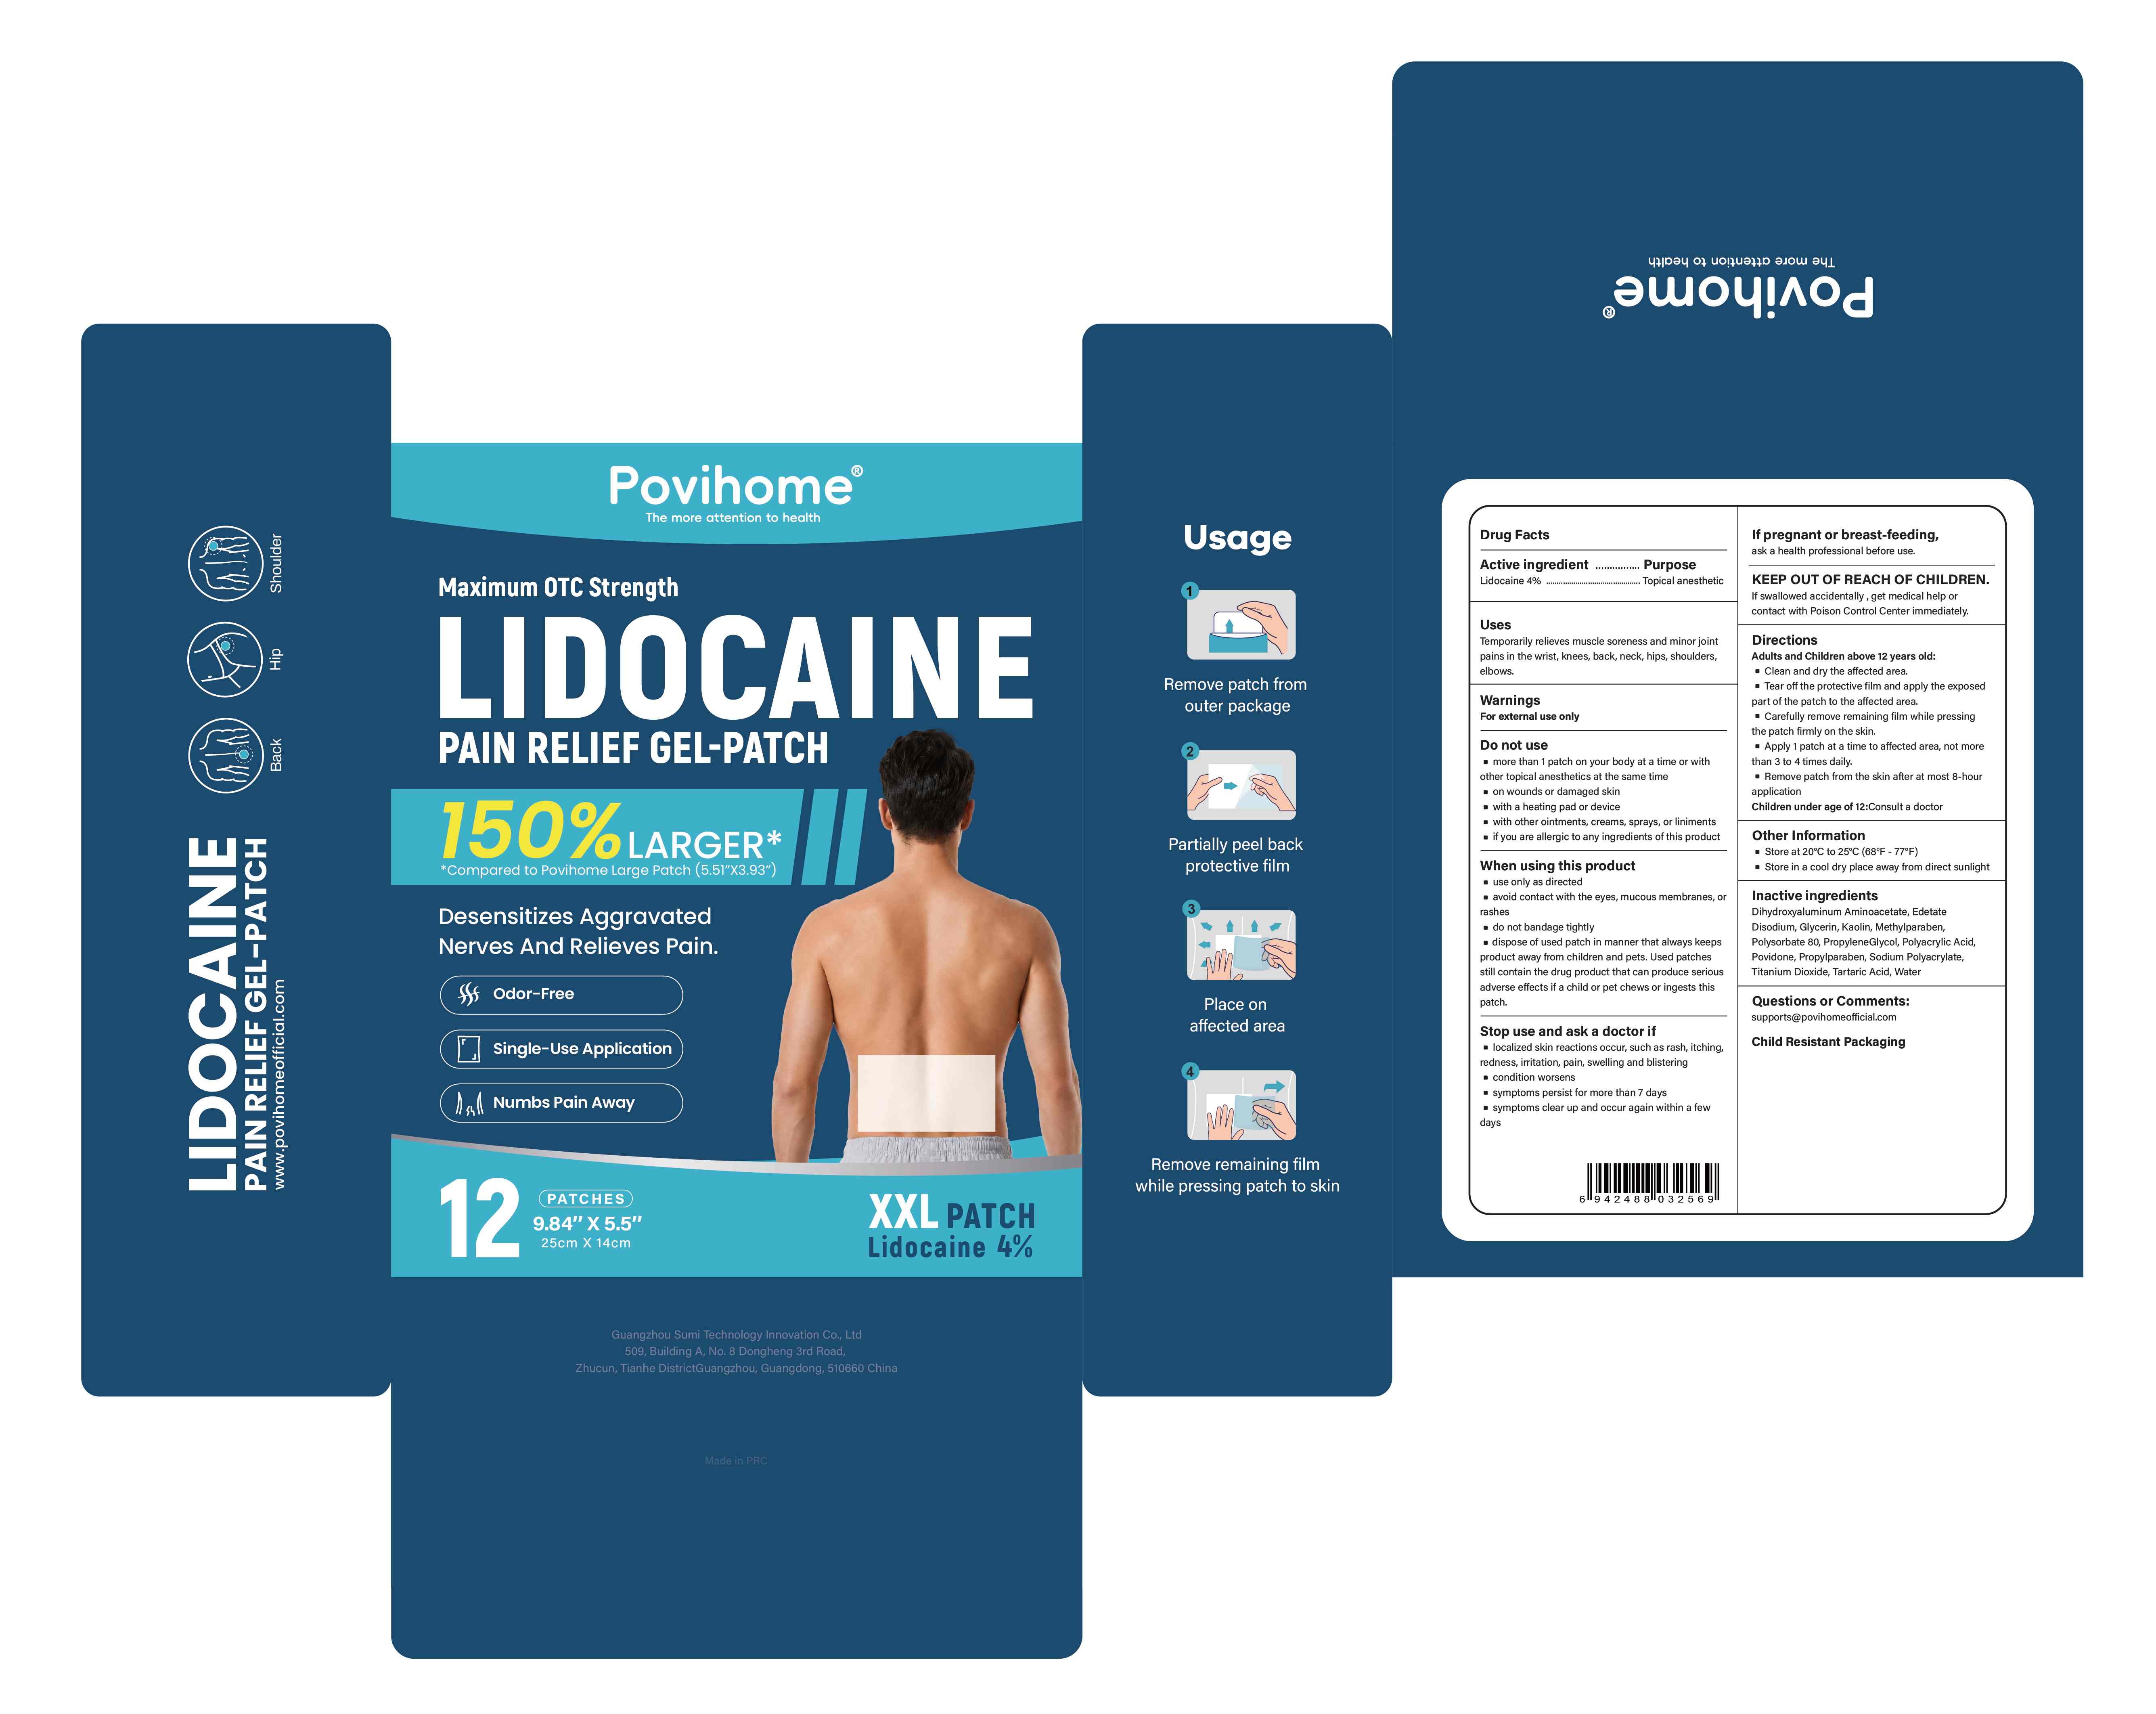 Shoulder
Hip
Back
LIDOCAINE
PAIN RELIEF GEL-PATCH
www.povihomeofficial.com
Povihome®
The more attention to health
Maximum OTC Strength
LIDOCAINE
PAIN RELIEF GEL-PATCH
150% LARGER*
*Compared to Povihome Large Patch (5.51"X3.93")
Desensitizes Aggravated
Nerves And Relieves Pain.
Odor-Free
Single-Use Application
Numbs Pain Away
12 PATCHES
9.84" X 5.5"
25cm X 14cm
XXL PATCH
Lidocaine 4%
Guangzhou Sumi Technology Innovation Co., Ltd
509, Building A, No. 8 Dongheng 3rd Road,
Zhucun, Tianhe DistrictGuangzhou, Guangdong, 510660 China
Made in PRC
Usage
1
Remove patch from
outer package
2
Partially peel back
protective film
3
Place on
affected area
4
Remove remaining film
while pressing patch to skin
Povihome®
The more attention to health
Drug Facts
Active ingredient ................ Purpose
Lidocaine 4% .......................................... Topical anesthetic
Uses
Temporarily relieves muscle soreness and minor joint
pains in the wrist, knees, back, neck, hips, shoulders,
elbows.
Warnings
For external use only
Do not use
▪ more than 1 patch on your body at a time or with
other topical anesthetics at the same time
▪ on wounds or damaged skin
▪ with a heating pad or device
▪ with other ointments, creams, sprays, or liniments
▪ if you are allergic to any ingredients of this product
When using this product
▪ use only as directed
▪ avoid contact with the eyes, mucous membranes, or
rashes
▪ do not bandage tightly
▪ dispose of used patch in manner that always keeps
product away from children and pets. Used patches
still contain the drug product that can produce serious
adverse effects if a child or pet chews or ingests this
patch.
Stop use and ask a doctor if
▪ localized skin reactions occur, such as rash, itching,
redness, irritation, pain, swelling and blistering
▪ condition worsens
▪ symptoms persist for more than 7 days
▪ symptoms clear up and occur again within a few
days
6 942488 032569
If pregnant or breast-feeding,
ask a health professional before use.
KEEP OUT OF REACH OF CHILDREN.
If swallowed accidentally , get medical help or
contact with Poison Control Center immediately.
Directions
Adults and Children above 12 years old:
▪ Clean and dry the affected area.
▪ Tear off the protective film and apply the exposed
part of the patch to the affected area.
▪ Carefully remove remaining film while pressing
the patch firmly on the skin.
▪ Apply 1 patch at a time to affected area, not more
than 3 to 4 times daily.
▪ Remove patch from the skin after at most 8-hour
application
Children under age of 12:Consult a doctor
Other Information
▪ Store at 20°C to 25°C (68°F - 77°F)
▪ Store in a cool dry place away from direct sunlight
Inactive ingredients
Dihydroxyaluminum Aminoacetate, Edetate
Disodium, Glycerin, Kaolin, Methylparaben,
Polysorbate 80, PropyleneGlycol, Polyacrylic Acid,
Povidone, Propylparaben, Sodium Polyacrylate,
Titanium Dioxide, Tartaric Acid, Water
Questions or Comments:
supports@povihomeofficial.com
Child Resistant Packaging